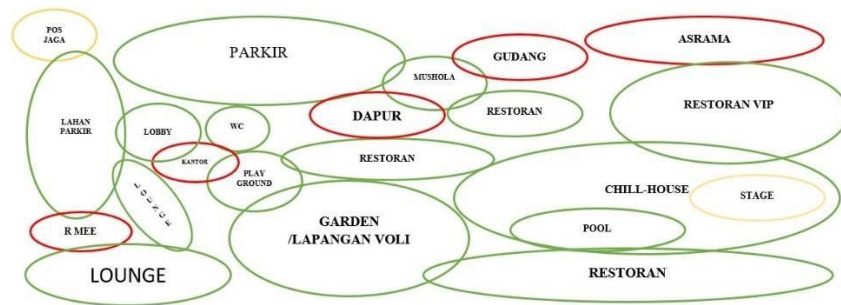 POS
JAGA
PARKIR
GUDANG
ASRAMA
MUSHOLA
RESTORAN VIP
LAHAN
PARKIR
LOBBY
WC
DAPUR
RESTORAN
KANTOR
RESTORAN
PLAY
GROUND
LOUNGE
CHILL-HOUSE
STAGE
GARDEN
/LAPANGAN VOLI
R MEE
POOL
LOUNGE
RESTORAN